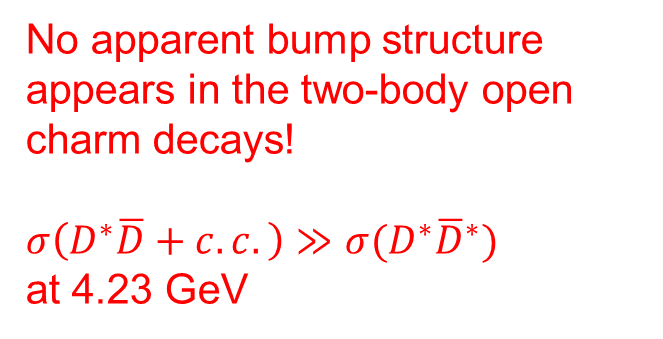 No apparent bump structure
appears in the two-body open
charm decays!
σ(D*D̅ + c.c.) ≫ σ(D*D̅*)
at 4.23 GeV